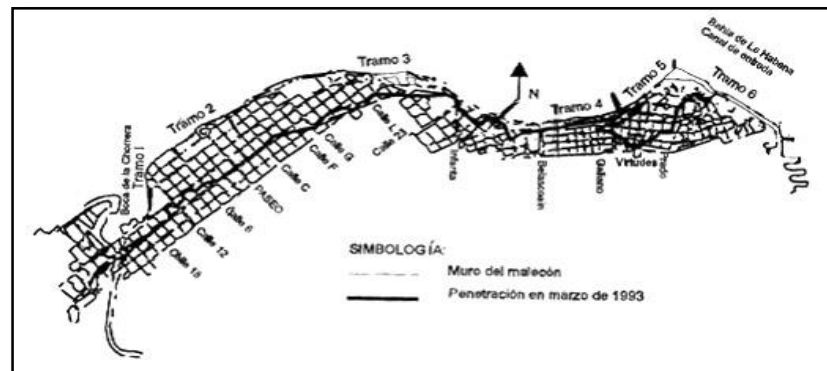 Bahía de La Habana
Canal de entrada
Tramo 3
Tramo 5
Tramo 6
Tramo 2
N
Tramo 4
Boca de la Chorrera
Tramo I
Calle L
Calle G
Calle F
Calle C
PASEO
Calle 6
Calle 12
Infanta
Belascoain
Galiano
Virtudes
Prado
SIMBOLOGÍA:
Muro del malecón
Penetración en marzo de 1993